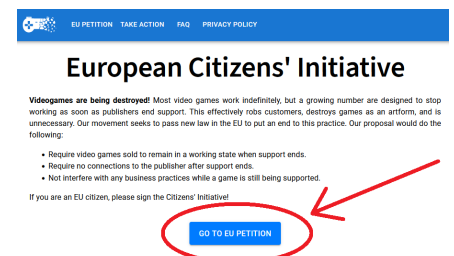 EU PETITION TAKE ACTION FAQ PRIVACY POLICY
European Citizens' Initiative
Videogames are being destroyed! Most video games work indefinitely, but a growing number are designed to stop
working as soon as publishers end support. This effectively robs customers, destroys games as an artform, and is
unnecessary. Our movement seeks to pass new law in the EU to put an end to this practice. Our proposal would do the
following:
• Require video games sold to remain in a working state when support ends.
• Require no connections to the publisher after support ends.
• Not interfere with any business practices while a game is still being supported.
If you are an EU citizen, please sign the Citizens' Initiative!
GO TO EU PETITION